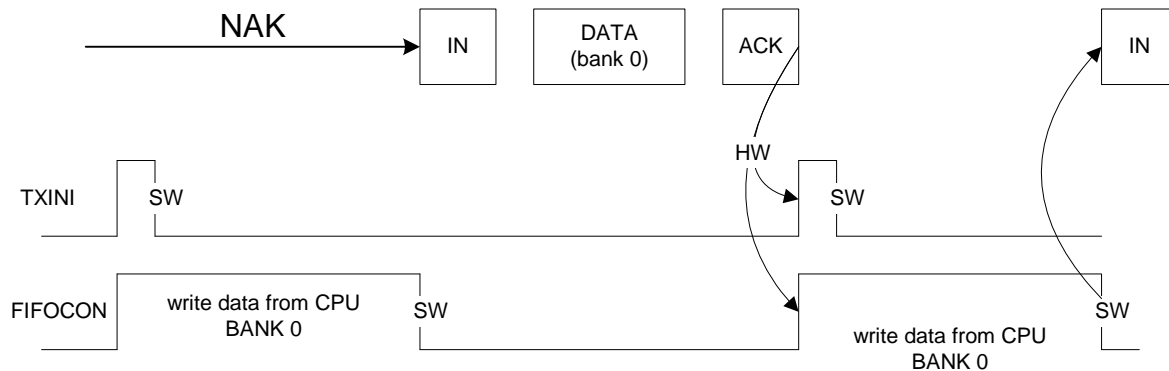 NAK
IN
DATA
(bank 0)
ACK
IN
HW
TXINI
SW
SW
FIFOCON
write data from CPU
BANK 0
SW
write data from CPU
BANK 0
SW